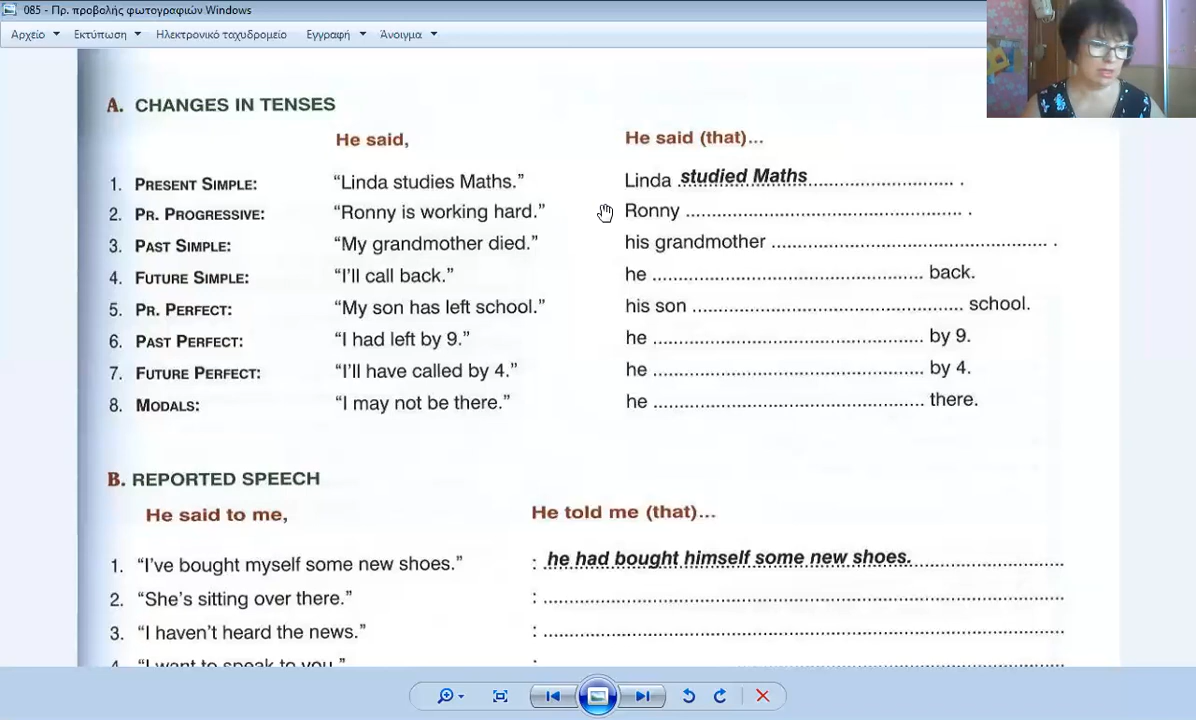 085 - Πρ. προβολής φωτογραφιών Windows
Αρχείο Εκτύπωση Ηλεκτρονικό ταχυδρομείο Εγγραφή Άνοιγμα
A. CHANGES IN TENSES
He said, He said (that)...
1. PRESENT SIMPLE: "Linda studies Maths." Linda studied Maths .
2. PR. PROGRESSIVE: "Ronny is working hard." Ronny .
3. PAST SIMPLE: "My grandmother died." his grandmother .
4. FUTURE SIMPLE: "I'll call back." he back.
5. PR. PERFECT: "My son has left school." his son school.
6. PAST PERFECT: "I had left by 9." he by 9.
7. FUTURE PERFECT: "I'll have called by 4." he by 4.
8. MODALS: "I may not be there." he there.
B. REPORTED SPEECH
He said to me, He told me (that)...
1. "I've bought myself some new shoes." : he had bought himself some new shoes.
2. "She's sitting over there." :
3. "I haven't heard the news." :
4. "I want to speak to you." :